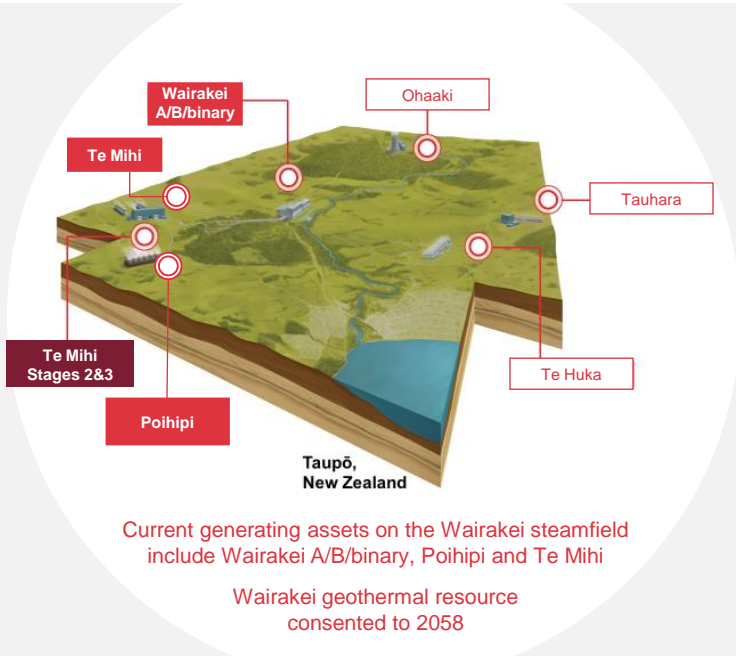 Wairakei
A/B/binary
Ohaaki
Te Mihi
Tauhara
Te Mihi
Stages 2&3
Te Huka
Poihipi
Taupō,
New Zealand
Current generating assets on the Wairakei steamfield
include Wairakei A/B/binary, Poihipi and Te Mihi
Wairakei geothermal resource
consented to 2058